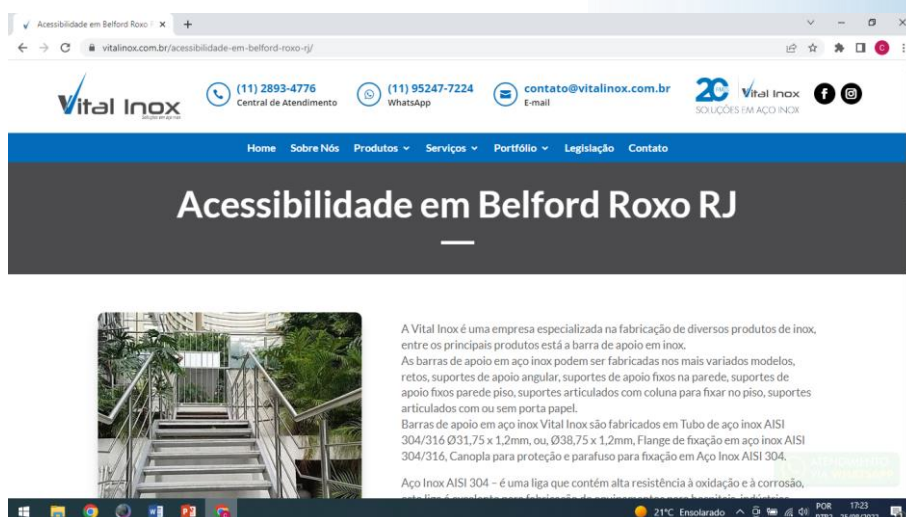 Acessibilidade em Belford Roxo
vitalinox.com.br/acessibilidade-em-belford-roxo-rj/
Vital Inox
(11) 2893-4776
Central de Atendimento
(11) 95247-7224
WhatsApp
contato@vitalinox.com.br
E-mail
20
Vital Inox
SOLUÇÕES EM AÇO INOX
Home Sobre Nós Produtos Serviços Portfólio Legislação Contato
Acessibilidade em Belford Roxo RJ
A Vital Inox é uma empresa especializada na fabricação de diversos produtos de inox,
entre os principais produtos está a barra de apoio em inox.
As barras de apoio em aço inox podem ser fabricadas nos mais variados modelos,
retos, suportes de apoio angular, suportes de apoio fixos na parede, suportes de
apoio fixos parede piso, suportes articulados com coluna para fixar no piso, suportes
articulados com ou sem porta papel.
Barras de apoio em aço inox Vital Inox são fabricados em Tubo de aço inox AISI
304/316 Ø31,75 x 1,2mm, ou, Ø38,75 x 1,2mm, Flange de fixação em aço inox AISI
304/316, Canopla para proteção e parafuso para fixação em Aço Inox AISI 304.
ATENDIMENTO
VIA WHATSAPP
Aço Inox AISI 304 – é uma liga que contém alta resistência à oxidação e à corrosão,
21°C Ensolarado
POR
17:23